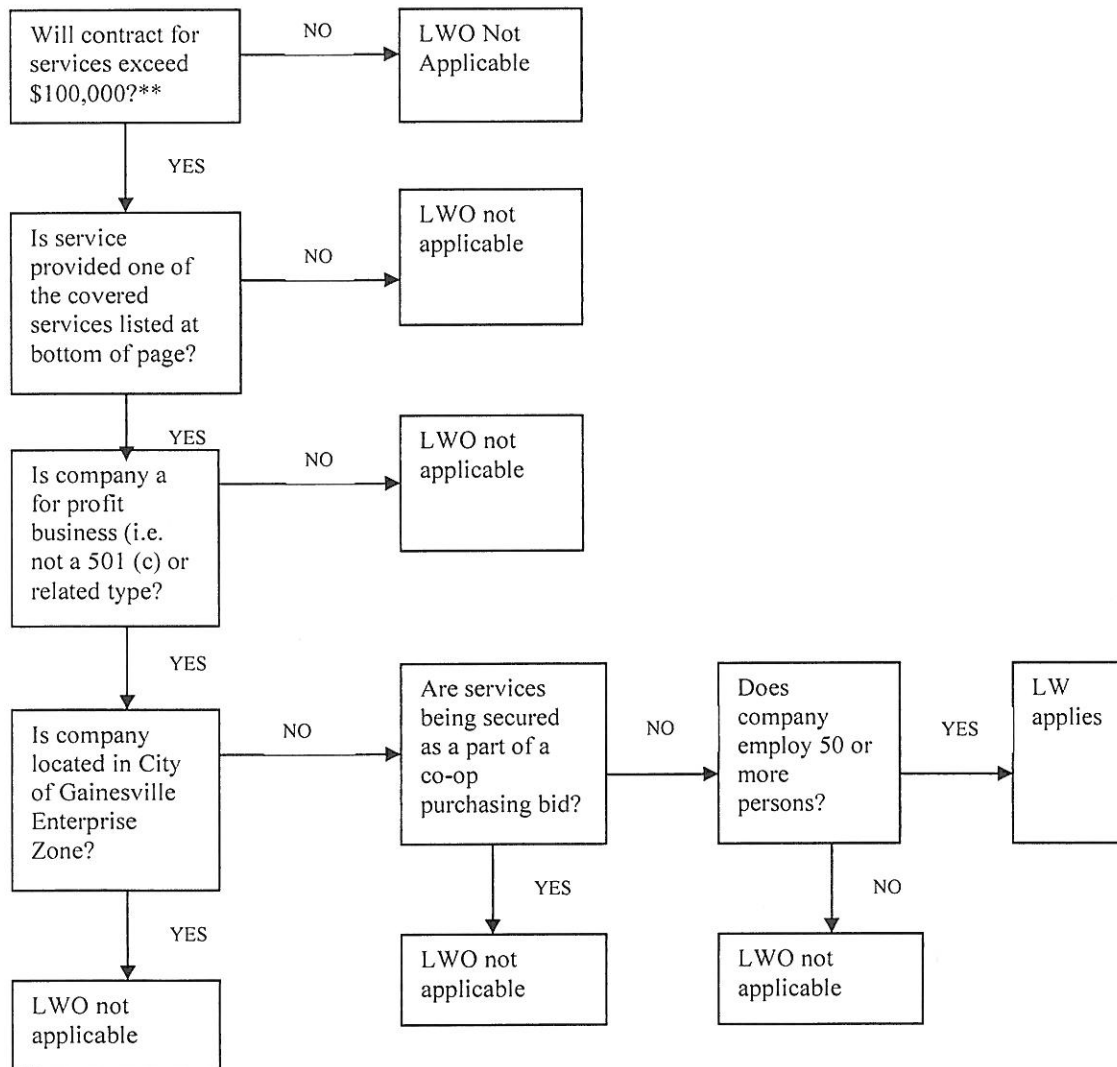 Will contract for
services exceed
$100,000?**
NO
LWO Not
Applicable
YES
Is service
provided one of
the covered
services listed at
bottom of page?
NO
LWO not
applicable
YES
Is company a
for profit
business (i.e.
not a 501 (c) or
related type?
NO
LWO not
applicable
YES
Is company
located in City
of Gainesville
Enterprise
Zone?
NO
Are services
being secured
as a part of a
co-op
purchasing bid?
NO
Does
company
employ 50 or
more
persons?
YES
LW
applies
YES
LWO not
applicable
YES
LWO not
applicable
NO
LWO not
applicable